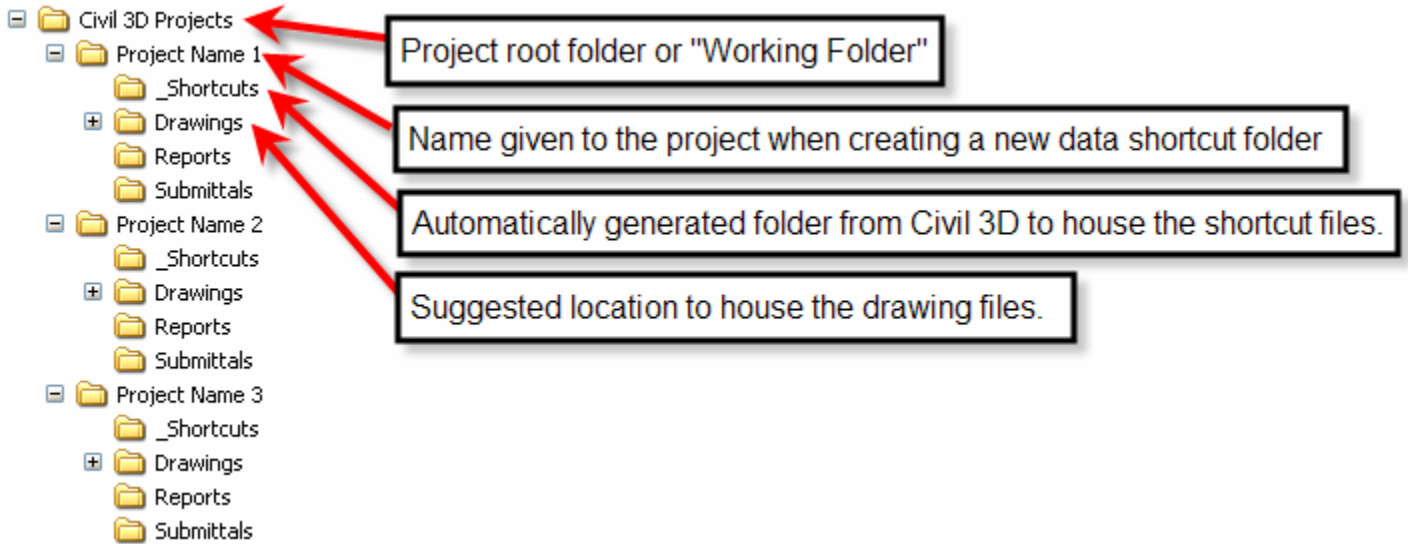 Civil 3D Projects
Project root folder or "Working Folder"
Project Name 1
_Shortcuts
Name given to the project when creating a new data shortcut folder
Drawings
Reports
Submittals
Automatically generated folder from Civil 3D to house the shortcut files.
Project Name 2
_Shortcuts
Drawings
Suggested location to house the drawing files.
Reports
Submittals
Project Name 3
_Shortcuts
Drawings
Reports
Submittals